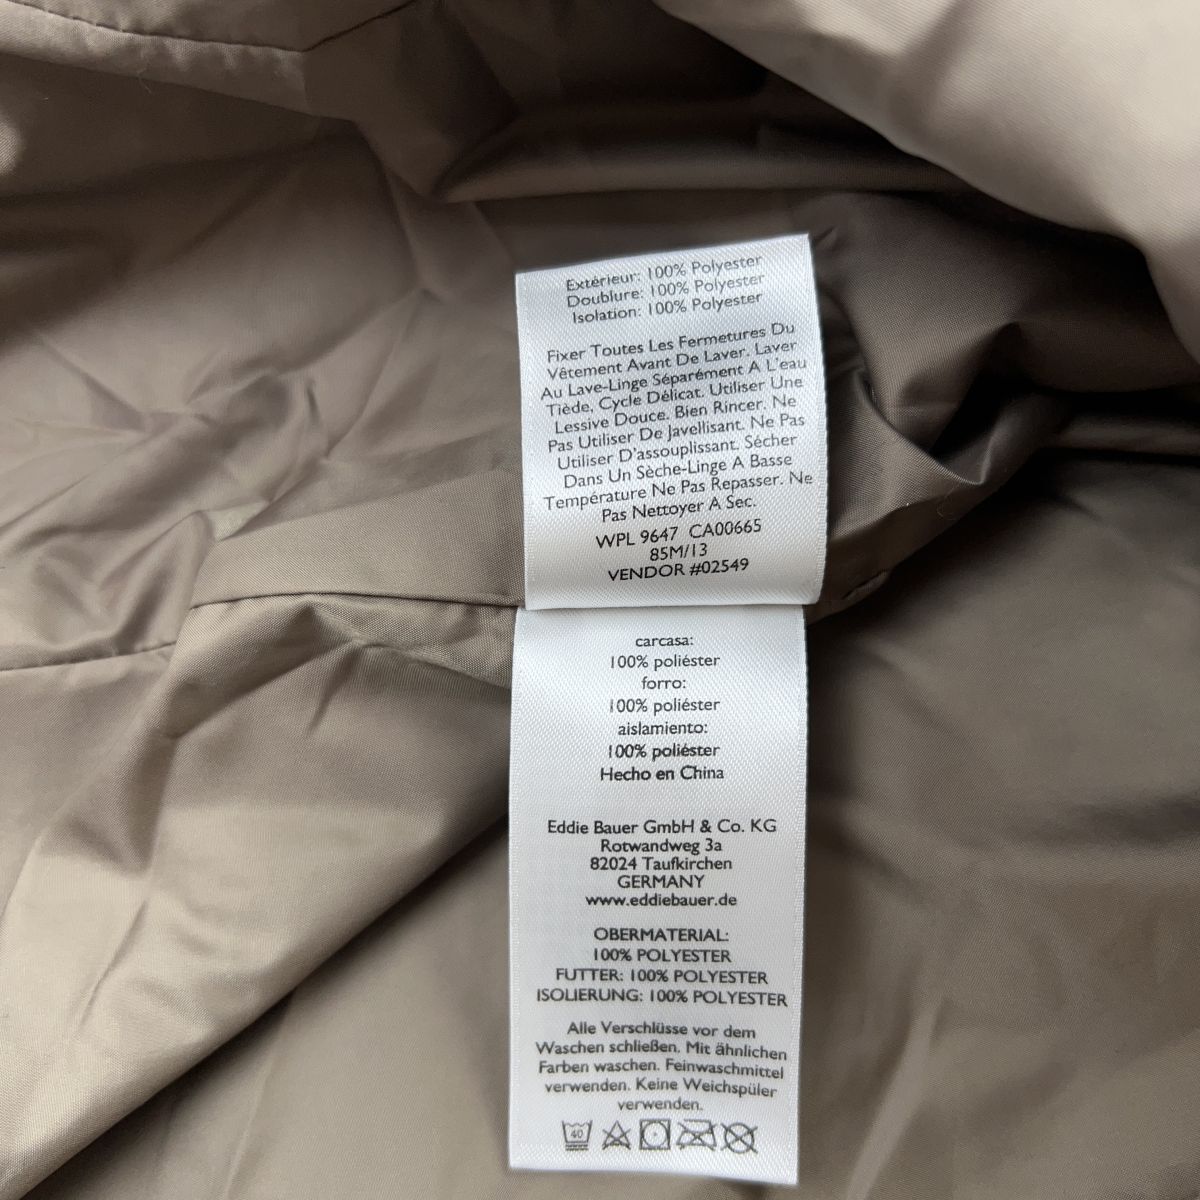 Extérieur: 100% Polyester
Doublure: 100% Polyester
Isolation: 100% Polyester
Fixer Toutes Les Fermetures Du
Vêtement Avant De Laver. Laver
Au Lave-Linge Séparément A L'eau
Tiède, Cycle Délicat. Utiliser Une
Lessive Douce. Bien Rincer. Ne
Pas Utiliser De Javellisant. Ne Pas
Utiliser D'assouplissant. Sécher
Dans Un Sèche-Linge A Basse
Température Ne Pas Repasser. Ne
Pas Nettoyer A Sec.
WPL 9647 CA00665
85M/13
VENDOR #02549
carcasa:
100% poliéster
forro:
100% poliéster
aislamiento:
100% poliéster
Hecho en China
Eddie Bauer GmbH & Co. KG
Rotwandweg 3a
82024 Taufkirchen
GERMANY
www.eddiebauer.de
OBERMATERIAL:
100% POLYESTER
FUTTER: 100% POLYESTER
ISOLIERUNG: 100% POLYESTER
Alle Verschlüsse vor dem
Waschen schließen. Mit ähnlichen
Farben waschen. Feinwaschmittel
verwenden. Keine Weichspüler
verwenden.
40